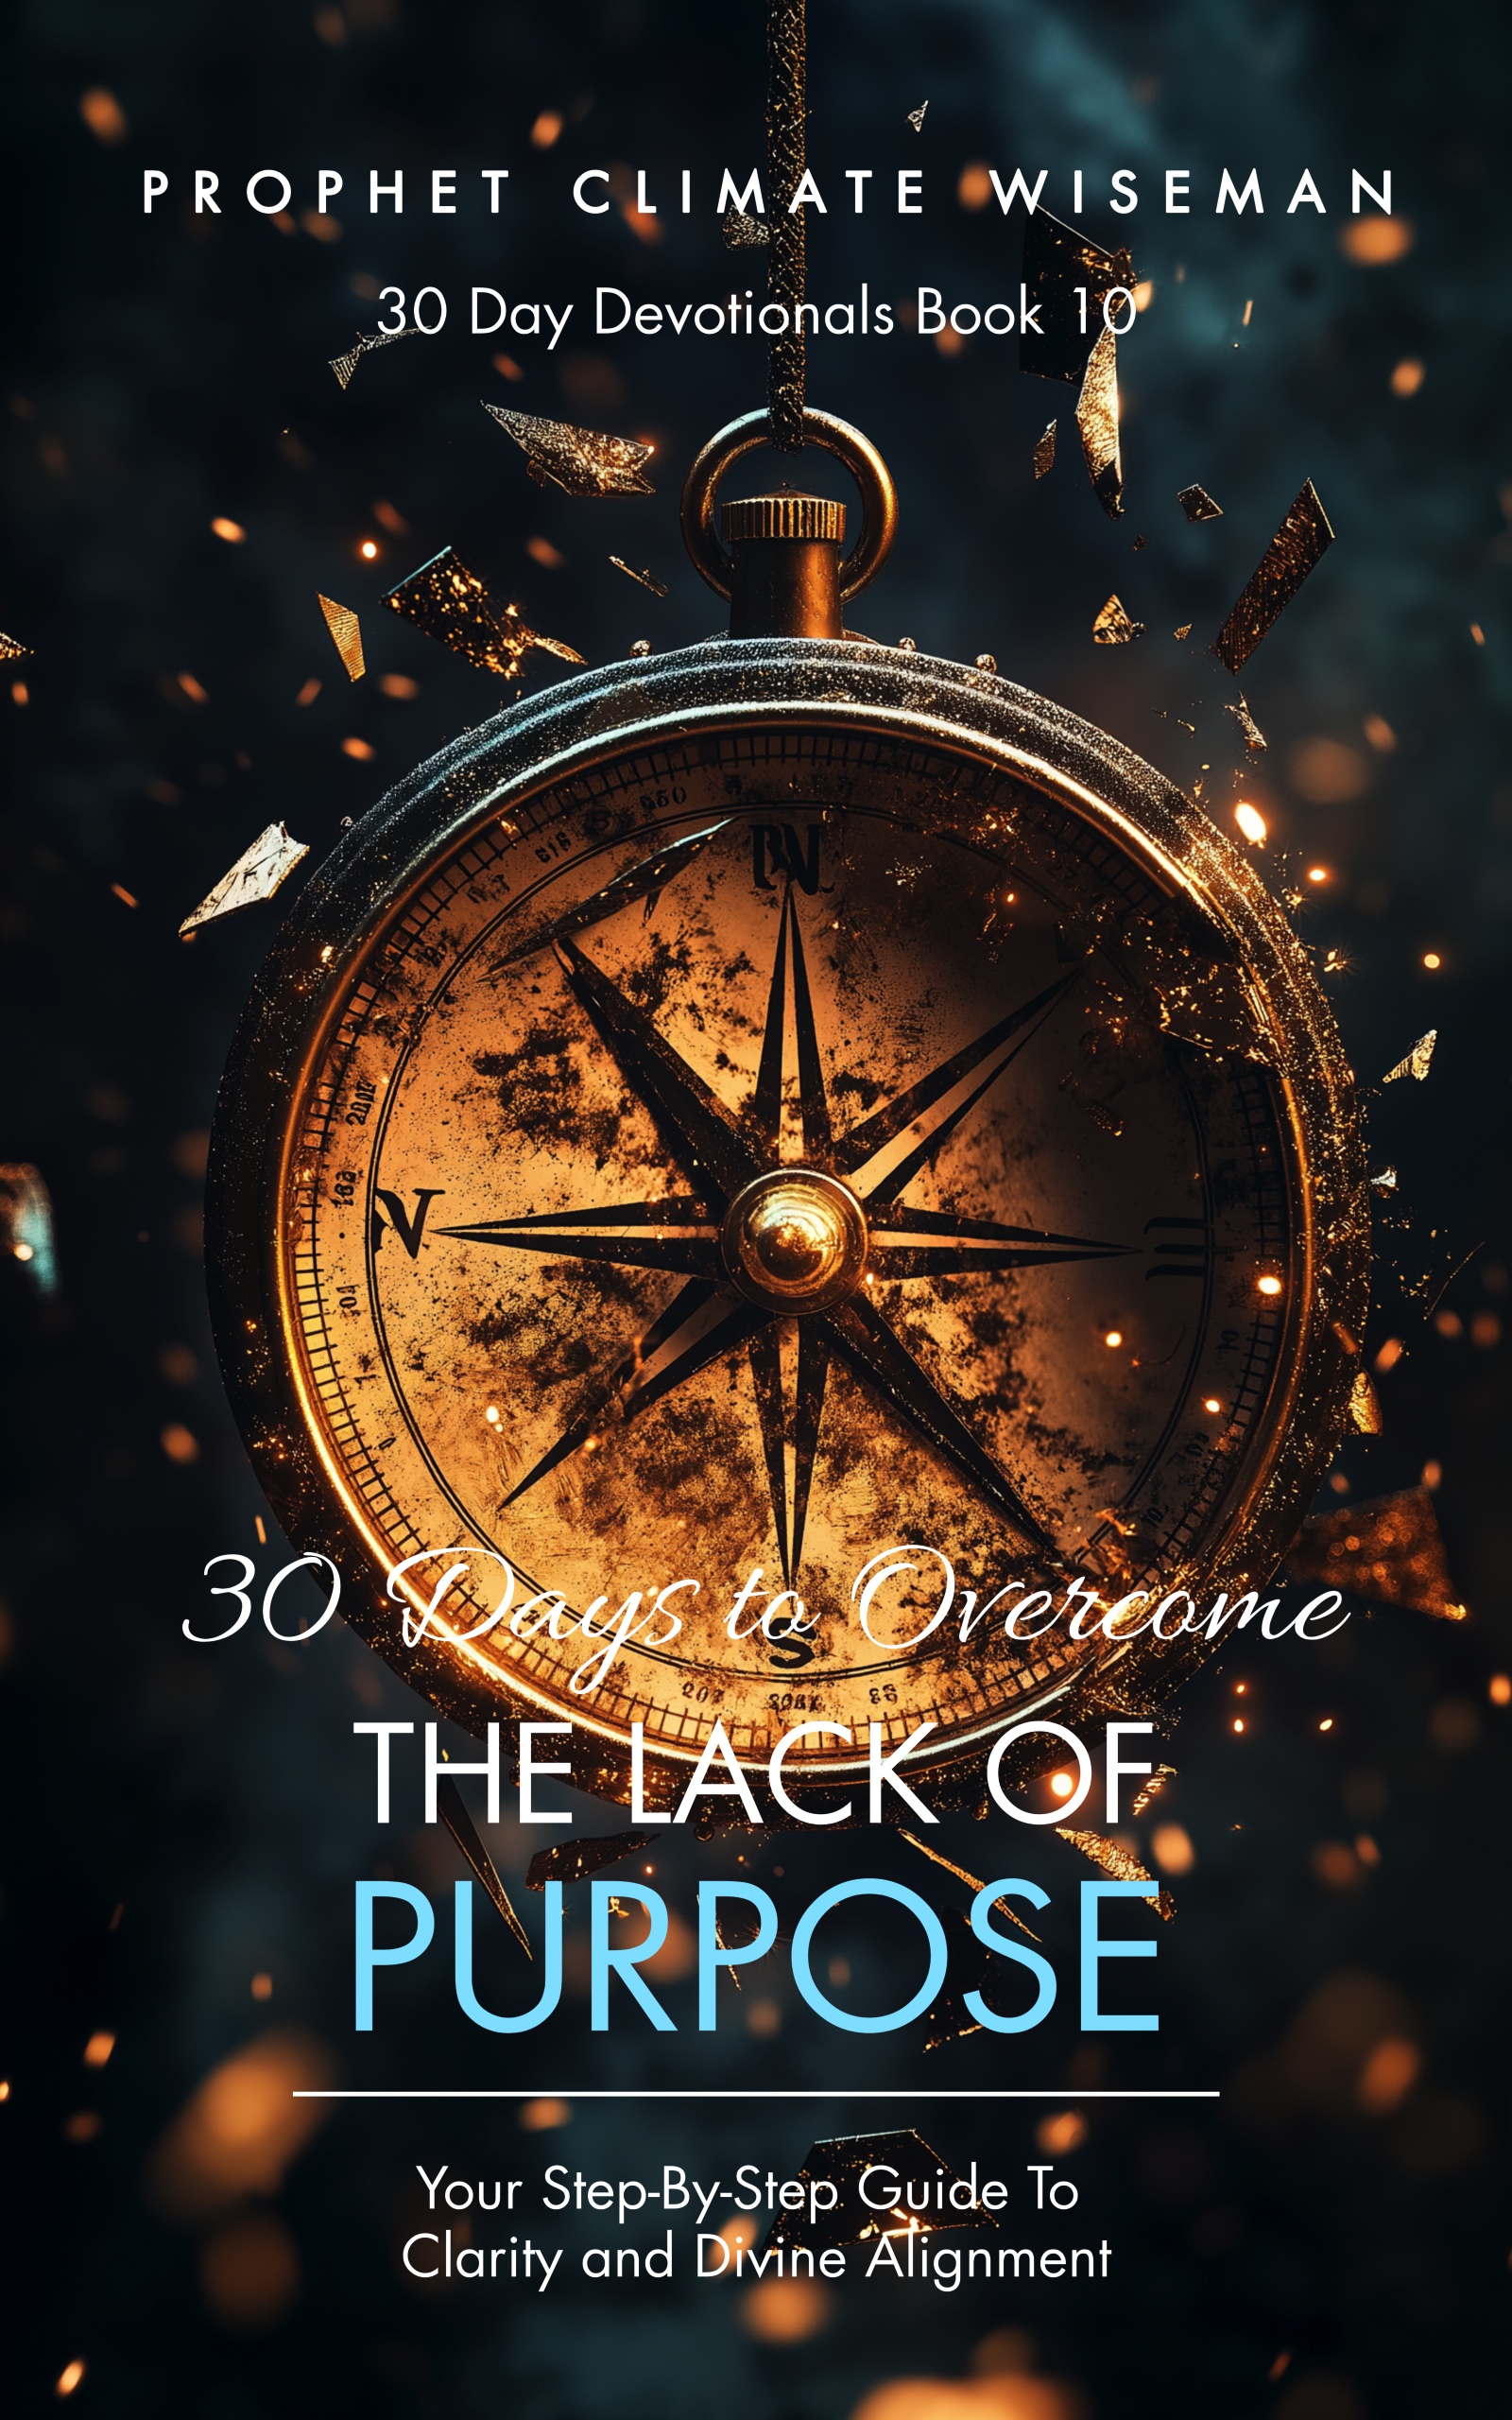 PROPHET CLIMATE WISEMAN
30 Day Devotionals Book 10
N
S
30 Days to Overcome
THE LACK OF
PURPOSE
Your Step-By-Step Guide To
Clarity and Divine Alignment